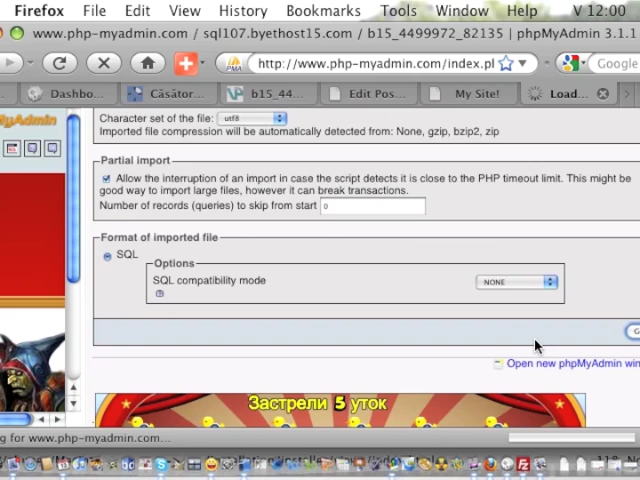 Firefox File Edit View History Bookmarks Tools Window Help V 12:00
www.php-myadmin.com / sql107.byethost15.com / b15_4499972_82135 | phpMyAdmin 3.1.1
http://www.php-myadmin.com/index.pl Google
Dashbo... Căsător... b15_44... Edit Pos... My Site! Load...
MyAdmin
Character set of the file: utf8
Imported file compression will be automatically detected from: None, gzip, bzip2, zip
Partial import
Allow the interruption of an import in case the script detects it is close to the PHP timeout limit. This might be
good way to import large files, however it can break transactions.
Number of records (queries) to skip from start 0
Format of imported file
SQL
Options
SQL compatibility mode NONE
G
Open new phpMyAdmin win
Застрели 5 уток
g for www.php-myadmin.com...